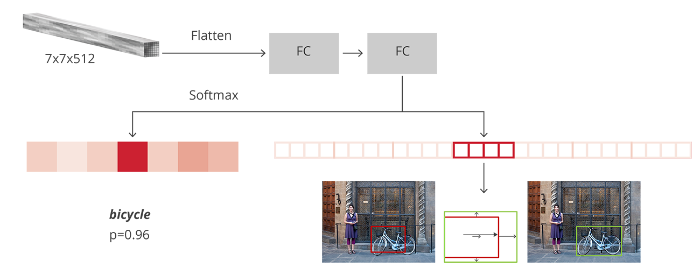 Flatten
FC
FC
7x7x512
Softmax
bicycle
p=0.96